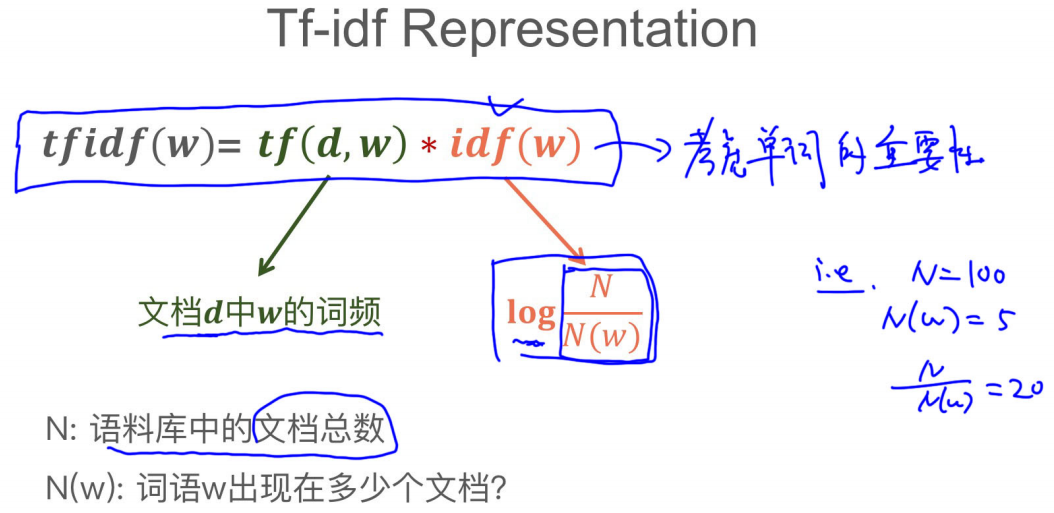 Tf-idf Representation
tfidf(w)= tf(d,w) * idf(w)
考虑单词的重要性
文档d中w的词频
log N/N(w)
i.e. N=100
N(w)=5
N/N(w)=20
N: 语料库中的文档总数
N(w): 词语w出现在多少个文档?